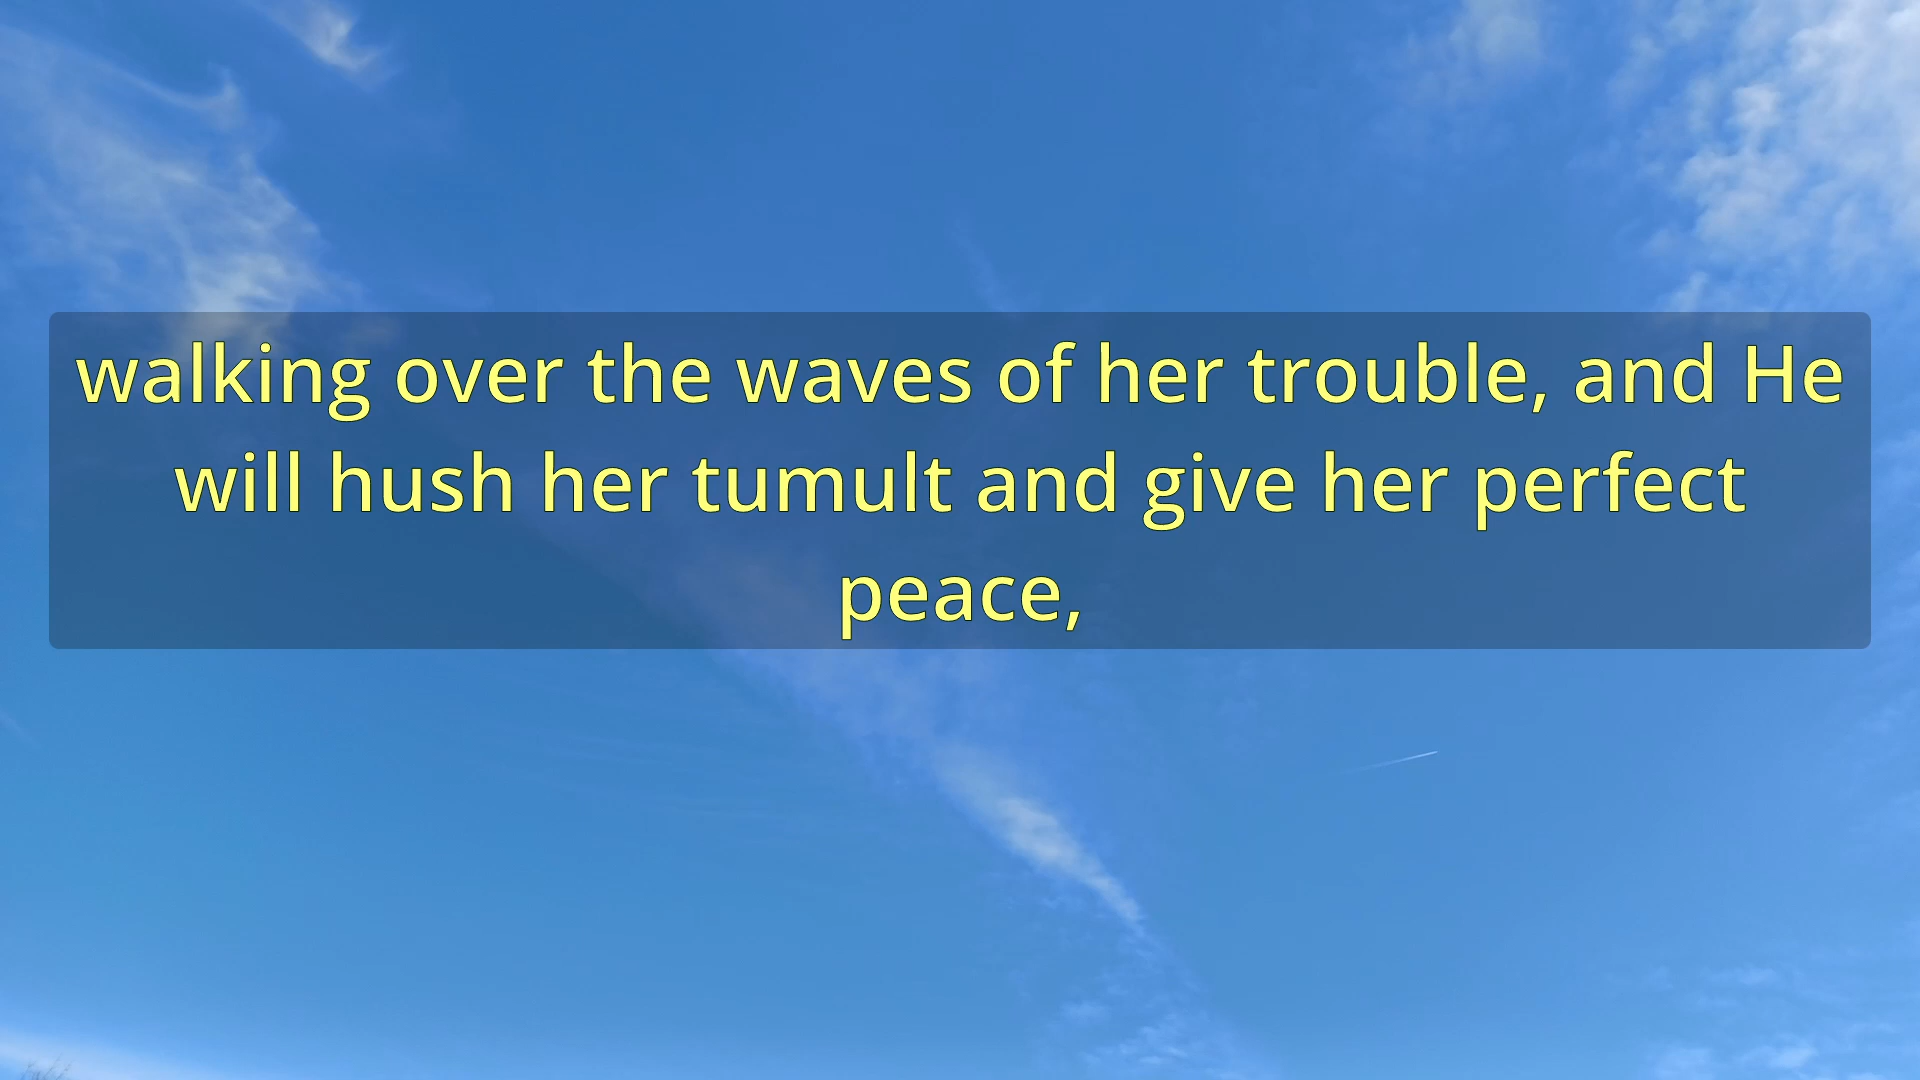 walking over the waves of her trouble, and He
will hush her tumult and give her perfect
peace,